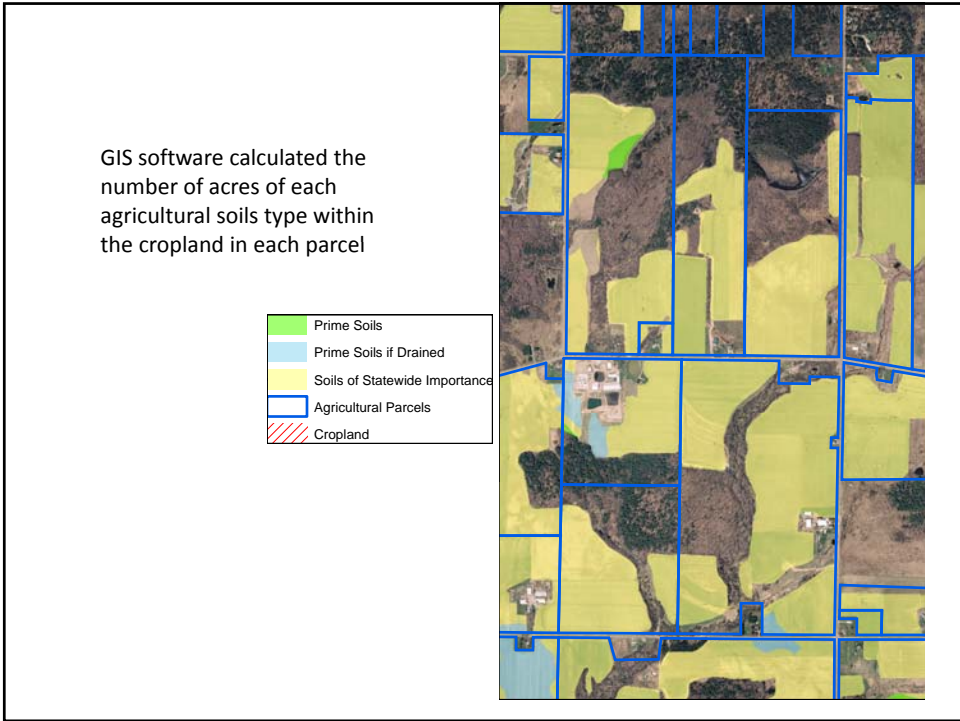 GIS software calculated the
number of acres of each
agricultural soils type within
the cropland in each parcel
Prime Soils
Prime Soils if Drained
Soils of Statewide Importance
Agricultural Parcels
Cropland